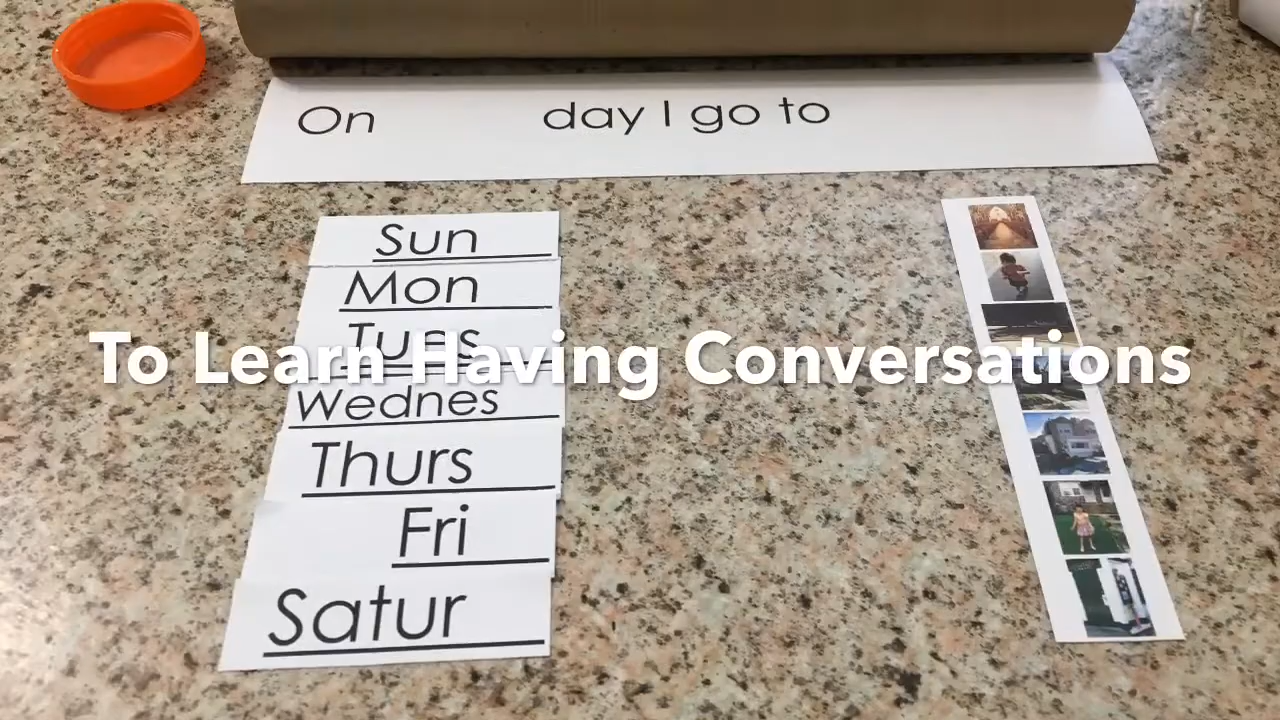 On day I go to
Sun
Mon
Tues
To Learn Having Conversations
Wednes
Thurs
Fri
Satur